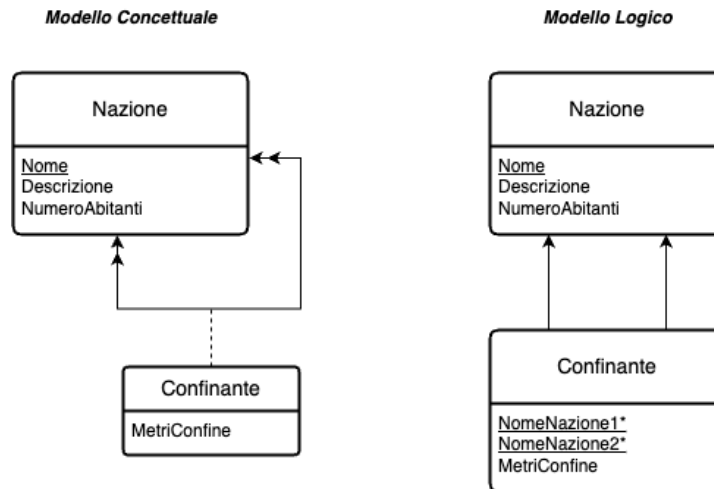 Modello Concettuale
Nazione
Nome
Descrizione
NumeroAbitanti
Confinante
MetriConfine
Modello Logico
Nazione
Nome
Descrizione
NumeroAbitanti
Confinante
NomeNazione1*
NomeNazione2*
MetriConfine